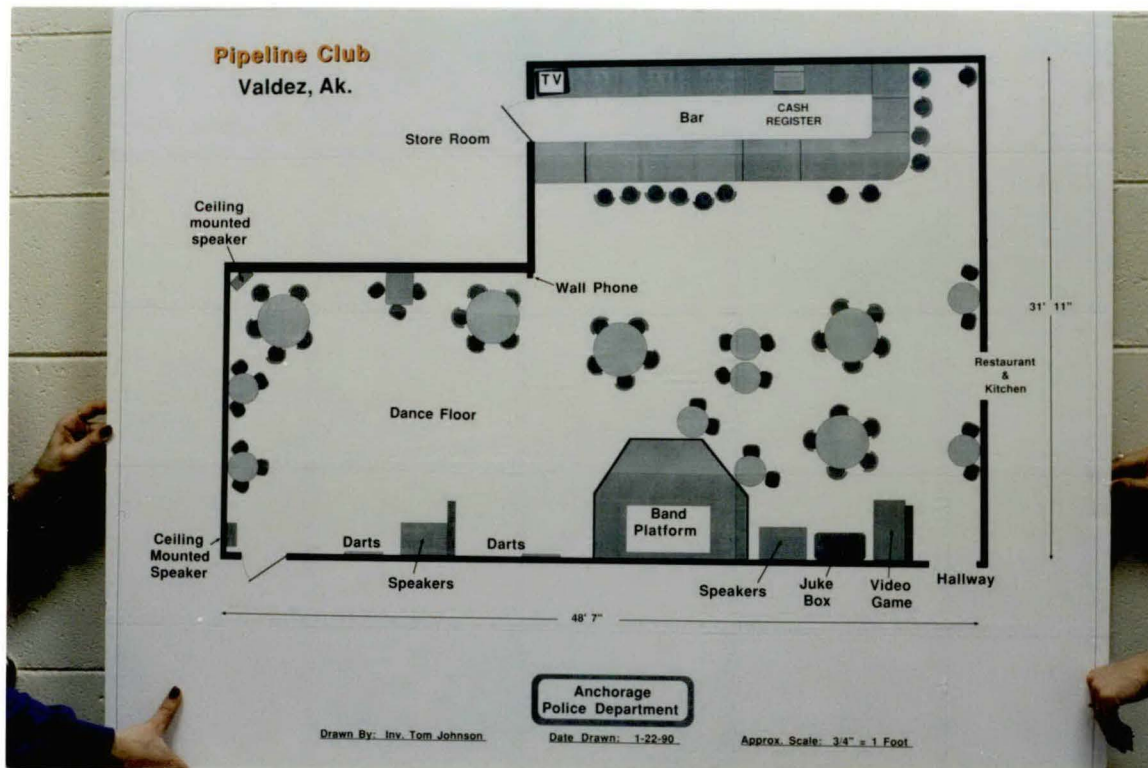 Pipeline Club
Valdez, Ak.
TV
Bar
CASH
REGISTER
Store Room
Ceiling
mounted
speaker
Wall Phone
31' 11"
Restaurant
&
Kitchen
Dance Floor
Band
Platform
Ceiling
Mounted
Speaker
Darts
Speakers
Darts
Speakers
Juke
Box
Video
Game
Hallway
48' 7"
Anchorage
Police Department
Drawn By: Inv. Tom Johnson
Date Drawn: 1-22-90
Approx. Scale: 3/4" = 1 Foot